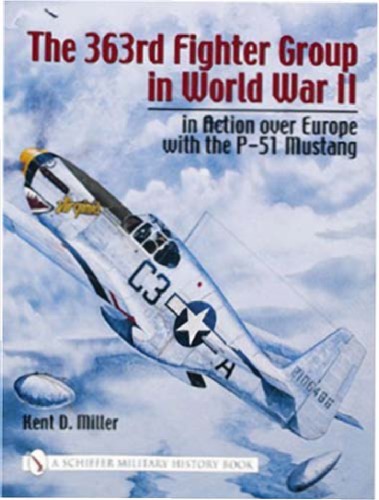 The 363rd Fighter Group
in World War II
in Action over Europe
with the P-51 Mustang
C3
A
Kent D. Miller
A SCHIFFER MILITARY HISTORY BOOK